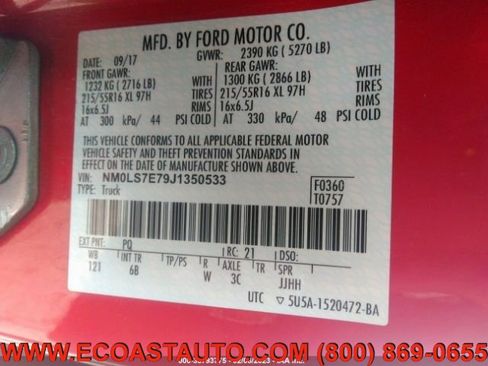 MFD. BY FORD MOTOR CO.
DATE: 09/17 GVWR: 2390 KG ( 5270 LB)
FRONT GAWR: REAR GAWR:
1232 KG ( 2716 LB) WITH 1300 KG ( 2866 LB) WITH
215/55R16 XL 97H TIRES 215/55R16 XL 97H TIRES
16x6.5J RIMS 16x6.5J RIMS
AT 300 kPa/ 44 PSI COLD AT 330 kPa/ 48 PSI COLD
THIS VEHICLE CONFORMS TO ALL APPLICABLE FEDERAL MOTOR
VEHICLE SAFETY AND BUMPER STANDARDS IN
EFFECT ON THE DATE OF MANUFACTURE SHOWN ABOVE.
VIN: NM0LS7E79J1350533 F0360
TYPE: Truck T0757
EXT PNT: PQ RC: 21 DSO:
WB INT TR TP/PS R AXLE TR SPR
121 6B W 3C JJHH
UTC 5U5A-1520472-BA
WWW.ECOASTAUTO.COM (800) 869-0655